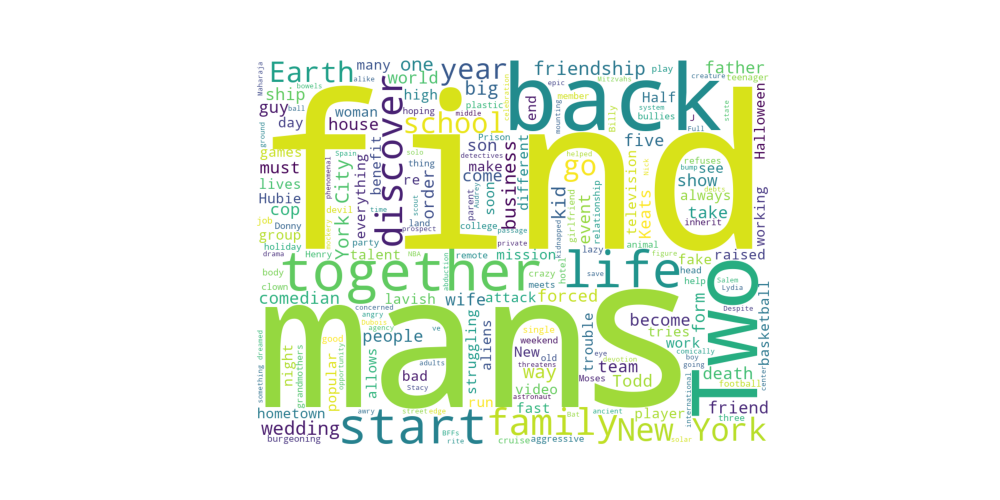 find
mans
back
Two
life
together
start
family
New York
discover
school
year
Earth
go
business
friendship
big
world
one
many
ship
high
father
teenager
play
creature
Maharaja
alike
bowels
guy
ball
woman
day
house
games
must
lives
Hubie
cop
Donny
group
holiday
drama
job
devil
time
Spain
York City
everything
benefit
re
order
solo
thing
scout
land
prospect
phenomenal
party
Henry
talent
NBA
abduction
remote
mission
college
soon
come
make
son
parent
Audrey
detectives
Prison
hoping
middle
plastic
epic
celebration
Mitzvahs
end
member
mounting
Billy
Half
system
bullies
J
Full
state
Halloween
ground
different
helped
five
refuses
bump
see
show
always
take
debts
inherit
working
raised
fake
animal
figure
Keats
Rick
television
relationship
girlfriend
event
kid
kidnapped
lazy
hotel
save
passage
private
meets
crazy
head
help
Salem
Lydia
Despite
form
basketball
center
body
clown
comedian
lavish
wife
attack
forced
aliens
struggling
concerned
angry
Dubois
agency
people
ve
good
popular
opportunity
allows
bad
Stacy
adults
night
grandmothers
something dreamed
hometown
wedding
burgeoning
awry
street
edge
run
single
weekend
New
old
threatens
way
astronaut
video
fast
Bat
BFFs
rite
cruise
aggressive
ancient
trouble
eye
devotion
Moses
team
Todd
become
tries
work
comically
boy
going
death
football
international
player
friend
three
solar